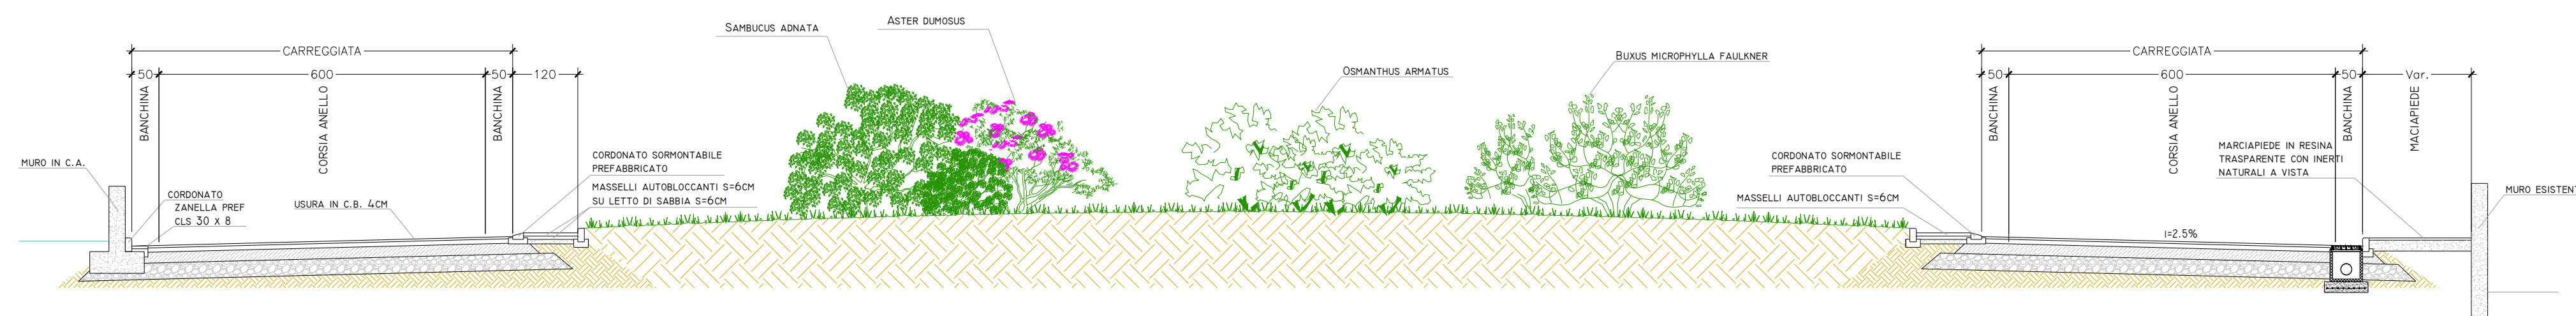 CARREGGIATA
50
600
50
120
BANCHINA
CORSIA ANELLO
BANCHINA
MURO IN C.A.
CORDONATO
ZANELLA PREF
CLS 30 X 8
USURA IN C.B. 4CM
CORDONATO SORMONTABILE
PREFABBRICATO
MASSELLI AUTOBLOCCANTI S=6CM
SU LETTO DI SABBIA S=6CM
SAMBUCUS ADNATA
ASTER DUMOSUS
OSMANTHUS ARMATUS
BUXUS MICROPHYLLA FAULKNER
CORDONATO SORMONTABILE
PREFABBRICATO
MASSELLI AUTOBLOCCANTI S=6CM
CARREGGIATA
50
600
50
Var.
BANCHINA
CORSIA ANELLO
BANCHINA
MACIAPIEDE
MARCIAPIEDE IN RESINA
TRASPARENTE CON INERTI
NATURALI A VISTA
I=2.5%
MURO ESISTENT